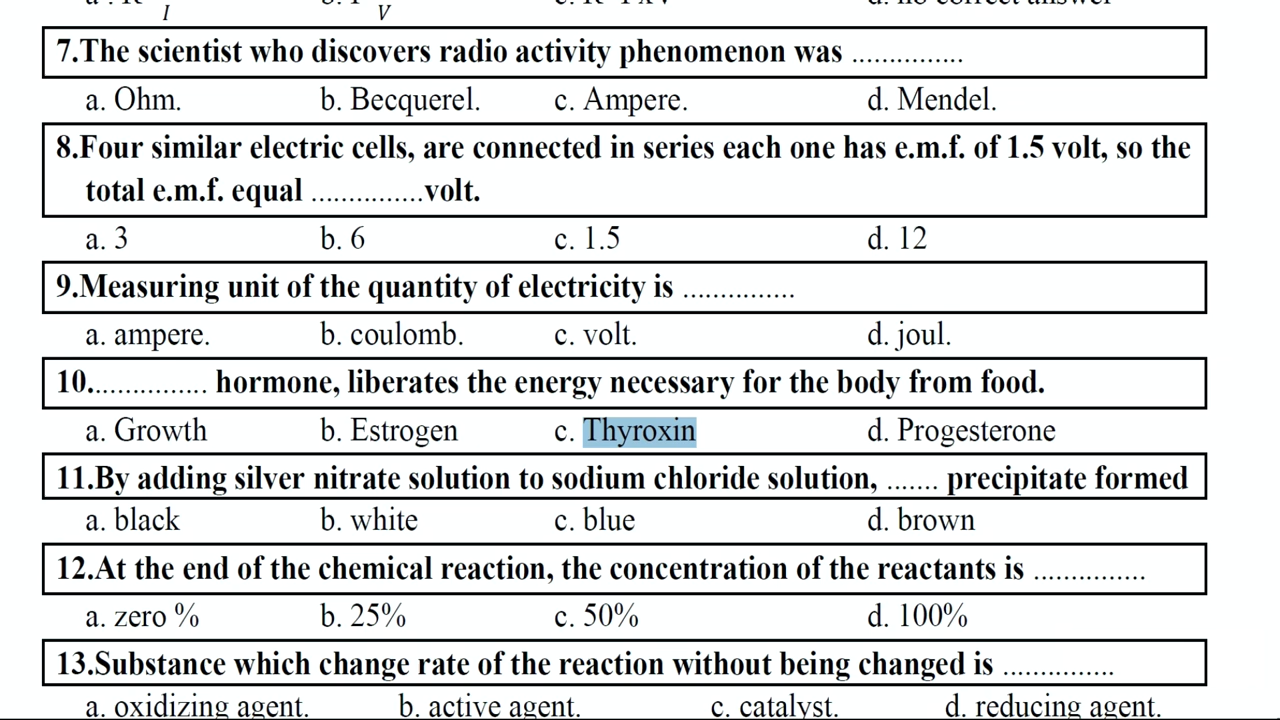 I
V
7.The scientist who discovers radio activity phenomenon was ...............
a. Ohm. b. Becquerel. c. Ampere. d. Mendel.
8.Four similar electric cells, are connected in series each one has e.m.f. of 1.5 volt, so the
total e.m.f. equal ...............volt.
a. 3 b. 6 c. 1.5 d. 12
9.Measuring unit of the quantity of electricity is ...............
a. ampere. b. coulomb. c. volt. d. joul.
10................ hormone, liberates the energy necessary for the body from food.
a. Growth b. Estrogen c. Thyroxin d. Progesterone
11.By adding silver nitrate solution to sodium chloride solution, ....... precipitate formed
a. black b. white c. blue d. brown
12.At the end of the chemical reaction, the concentration of the reactants is ...............
a. zero % b. 25% c. 50% d. 100%
13.Substance which change rate of the reaction without being changed is ...............
a. oxidizing agent. b. active agent. c. catalyst. d. reducing agent.